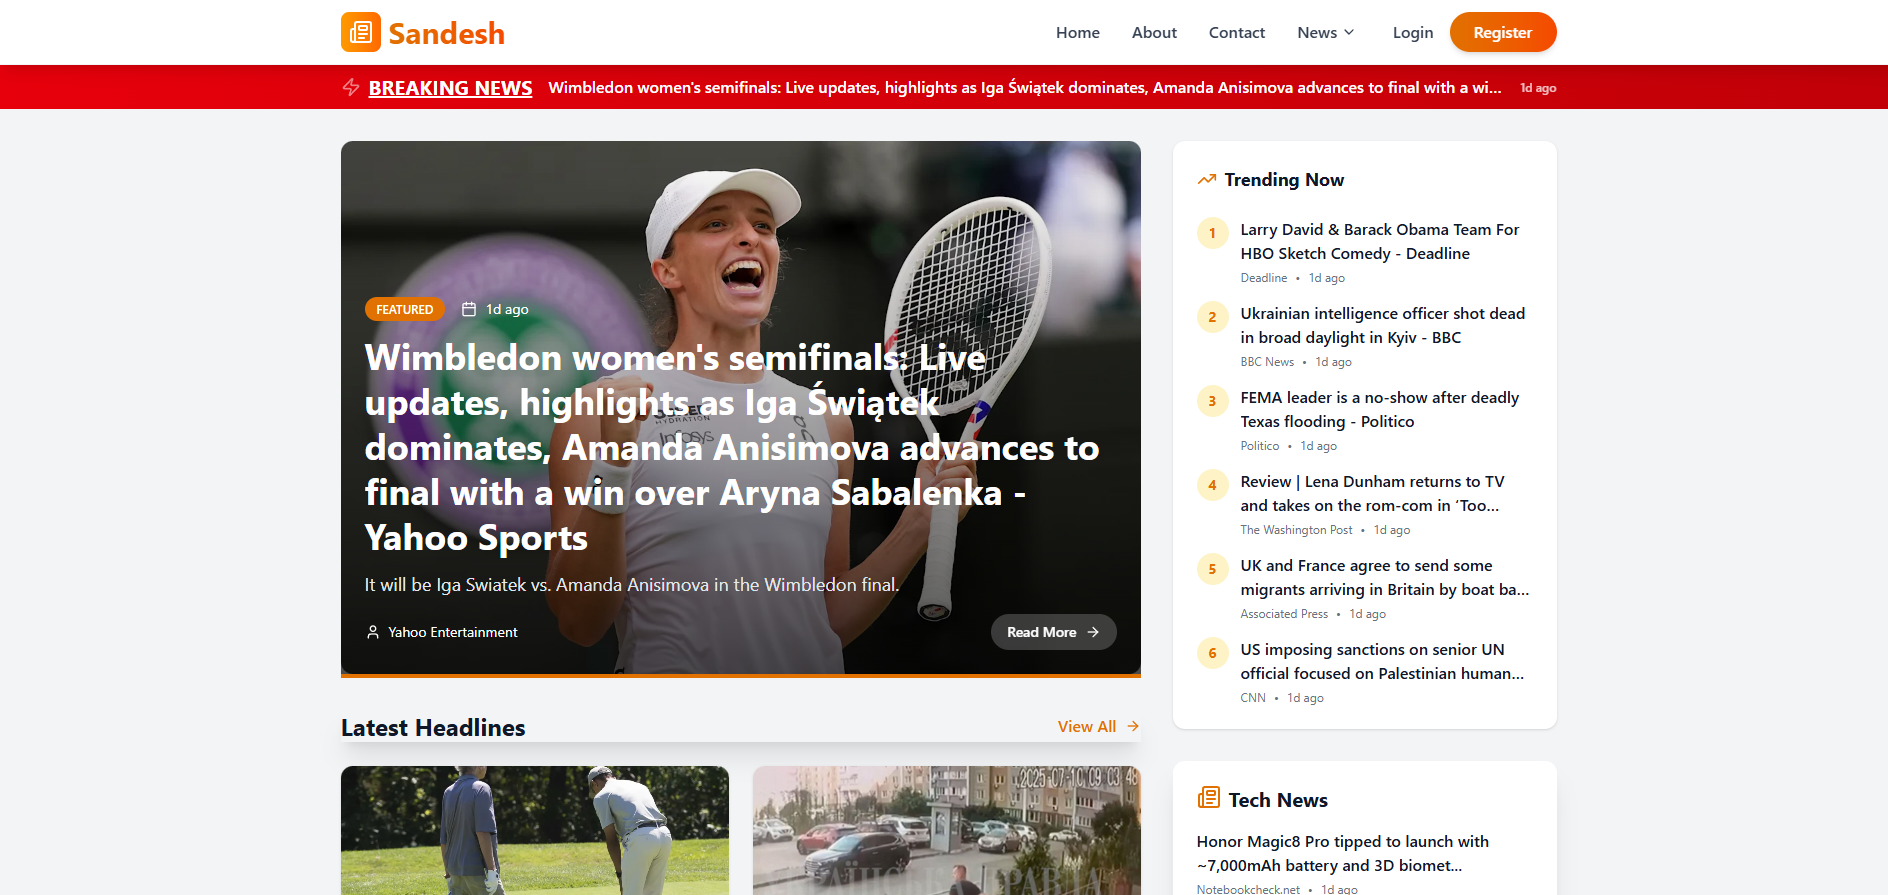 Sandesh
Home
About
Contact
News
Login
Register
BREAKING NEWS
Wimbledon women's semifinals: Live updates, highlights as Iga Świątek dominates, Amanda Anisimova advances to final with a wi...
1d ago
FEATURED
1d ago
Wimbledon women's semifinals: Live
updates, highlights as Iga Świątek
dominates, Amanda Anisimova advances to
final with a win over Aryna Sabalenka -
Yahoo Sports
It will be Iga Swiatek vs. Amanda Anisimova in the Wimbledon final.
Yahoo Entertainment
Read More
HYDRATION
Infosys
Latest Headlines
View All
2025-07-10
Trending Now
1
Larry David & Barack Obama Team For
HBO Sketch Comedy - Deadline
Deadline • 1d ago
2
Ukrainian intelligence officer shot dead
in broad daylight in Kyiv - BBC
BBC News • 1d ago
3
FEMA leader is a no-show after deadly
Texas flooding - Politico
Politico • 1d ago
4
Review | Lena Dunham returns to TV
and takes on the rom-com in ‘Too...
The Washington Post • 1d ago
5
UK and France agree to send some
migrants arriving in Britain by boat ba...
Associated Press • 1d ago
6
US imposing sanctions on senior UN
official focused on Palestinian human...
CNN • 1d ago
Tech News
Honor Magic8 Pro tipped to launch with
~7,000mAh battery and 3D biomet...
Notebookcheck.net • 1d ago